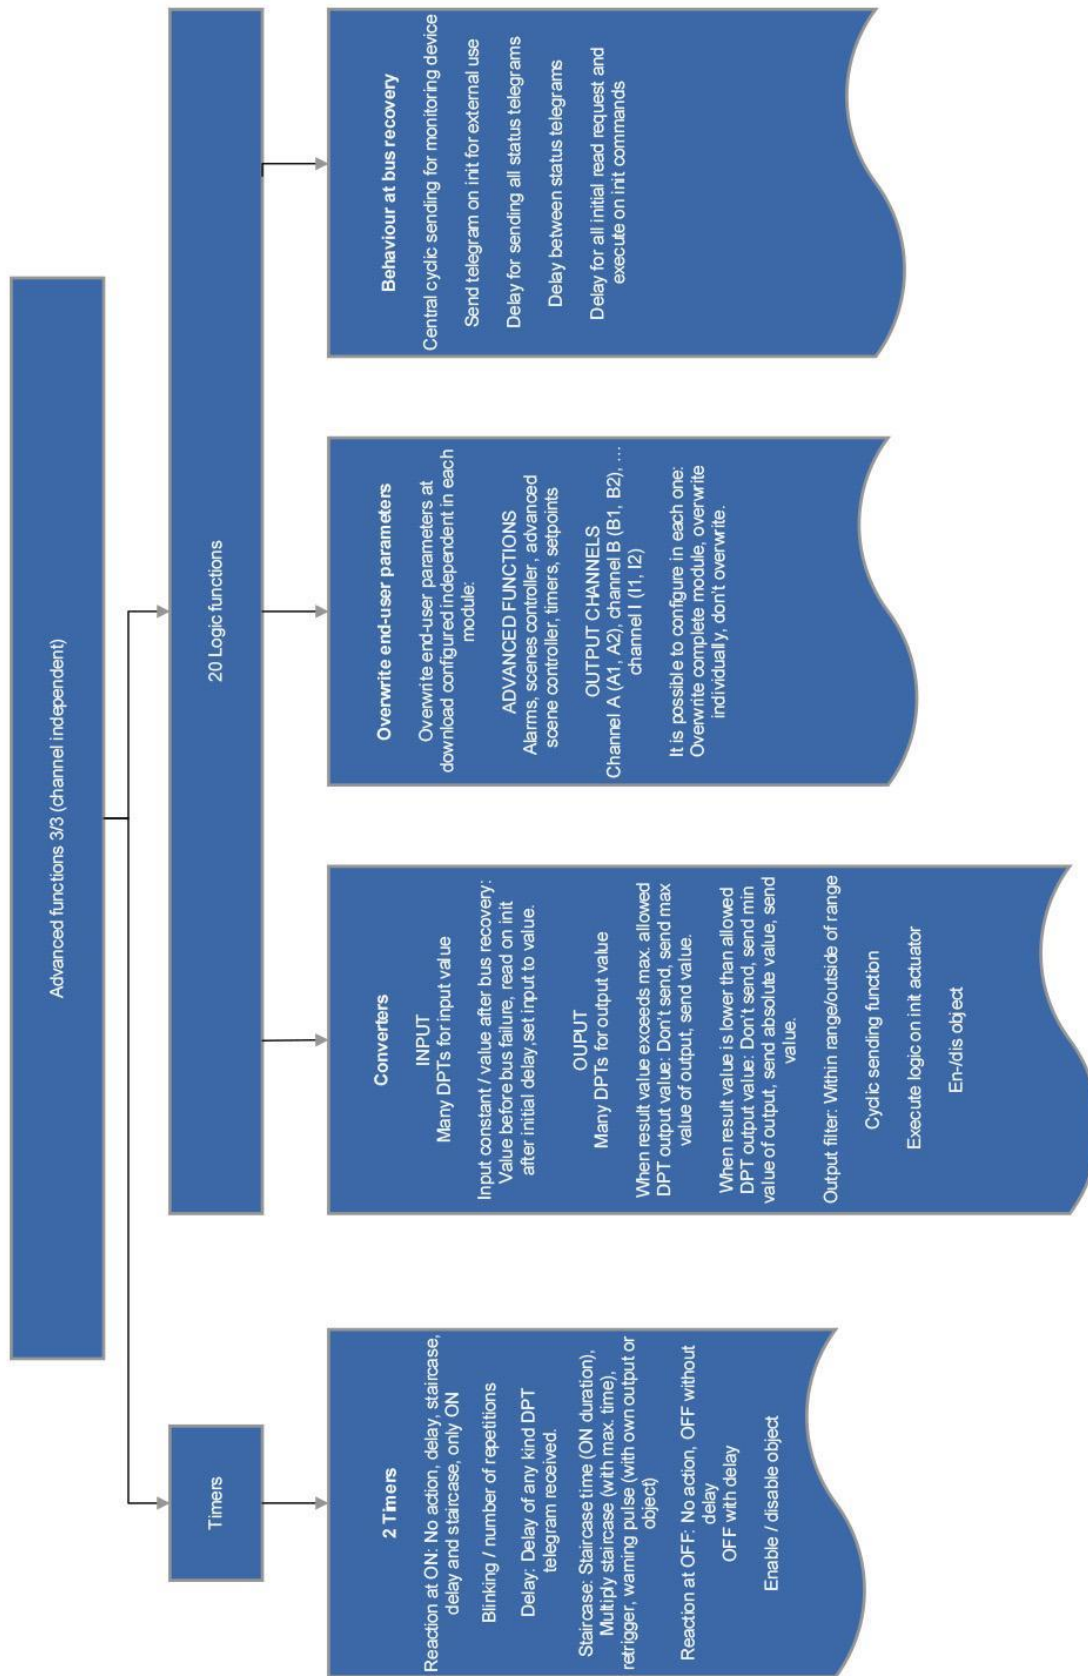 Advanced functions 3/3 (channel independent)
Timers
20 Logic functions
2 Timers
Reaction at ON: No action, delay, staircase,
delay and staircase, only ON
Blinking / number of repetitions
Delay: Delay of any kind DPT
telegram received.
Staircase: Staircase time (ON duration),
Multiply staircase (with max. time),
retrigger, warning pulse (with own output or
object)
Reaction at OFF: No action, OFF without
delay
OFF with delay
Enable / disable object
Converters
INPUT
Many DPTs for input value
Input constant / value after bus recovery:
Value before bus failure, read on init
after initial delay,set input to value.
OUPUT
Many DPTs for output value
When result value exceeds max. allowed
DPT output value: Don't send, send max
value of output, send value.
When result value is lower than allowed
DPT output value: Don't send, send min
value of output, send absolute value, send
value.
Output filter: Within range/outside of range
Cyclic sending function
Execute logic on init actuator
En-/dis object
Overwrite end-user parameters
Overwrite end-user parameters at
download configured independent in each
module:
ADVANCED FUNCTIONS
Alarms, scenes controller , advanced
scene controller, timers, setpoints
OUTPUT CHANNELS
Channel A (A1, A2), channel B (B1, B2), …
channel I (I1, I2)
It is possible to configure in each one:
Overwrite complete module, overwrite
individually, don't overwrite.
Behaviour at bus recovery
Central cyclic sending for monitoring device
Send telegram on init for external use
Delay for sending all status telegrams
Delay between status telegrams
Delay for all initial read request and
execute on init commands